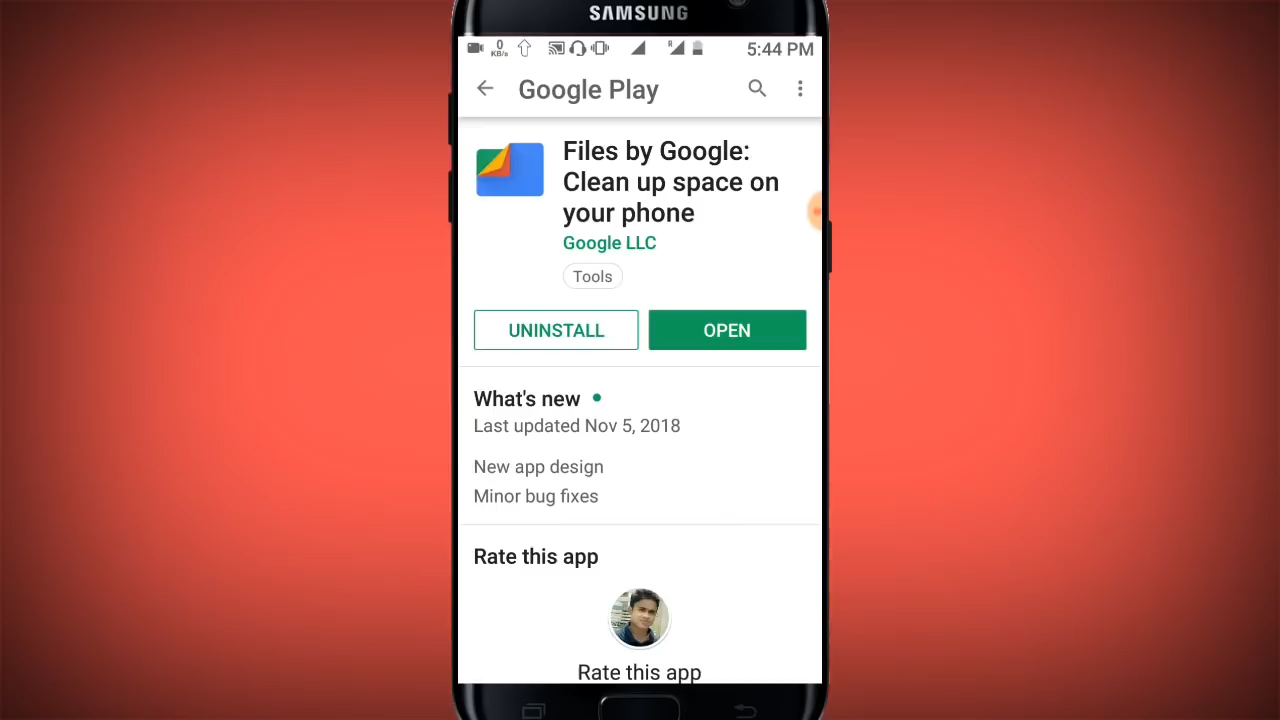 SAMSUNG
0
KB/s
R
5:44 PM
Google Play
Files by Google:
Clean up space on
your phone
Google LLC
Tools
UNINSTALL
OPEN
What's new
Last updated Nov 5, 2018
New app design
Minor bug fixes
Rate this app
Rate this app